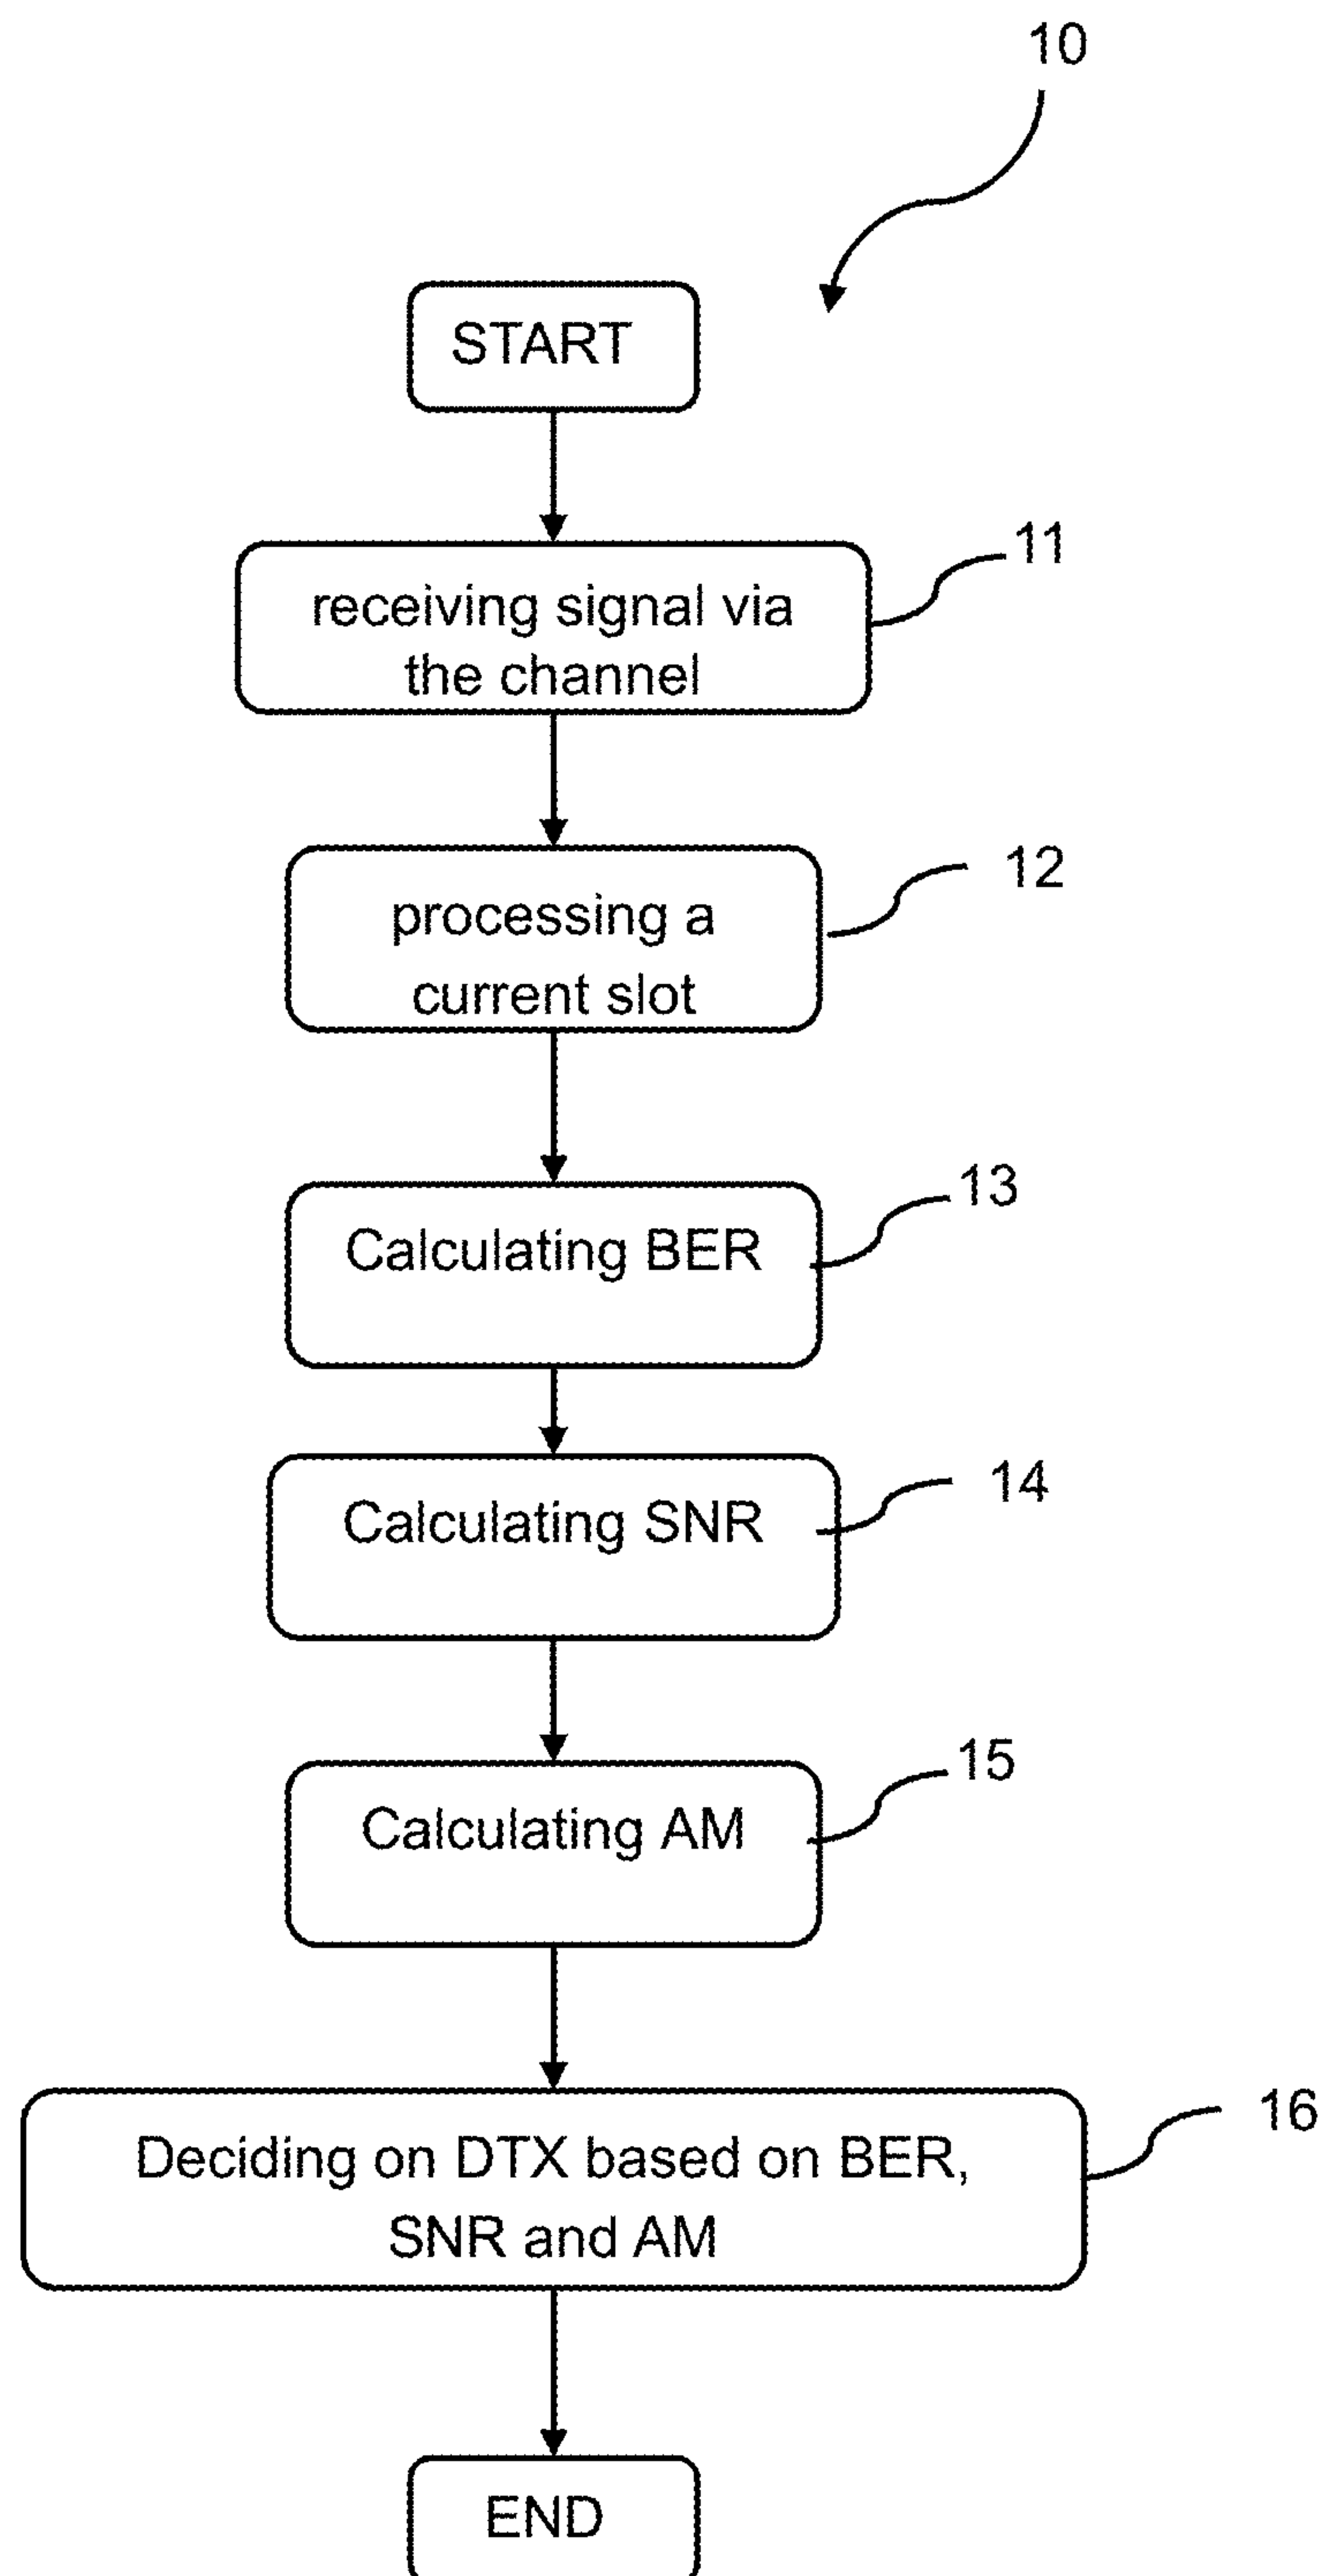 10
START
11
receiving signal via
the channel
12
processing a
current slot
13
Calculating BER
14
Calculating SNR
15
Calculating AM
16
Deciding on DTX based on BER,
SNR and AM
END